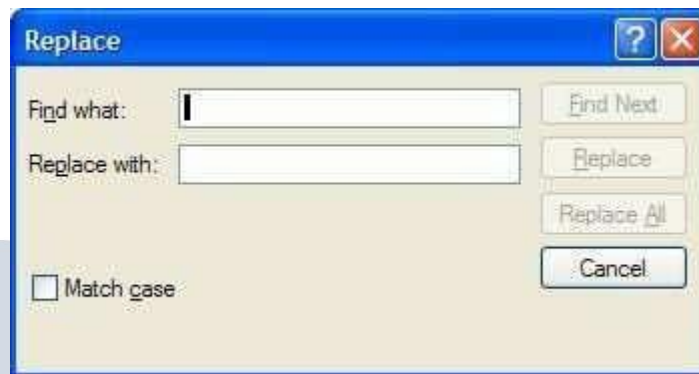 Replace
Find what:
Find Next
Replace with:
Replace
Replace All
Cancel
Match case